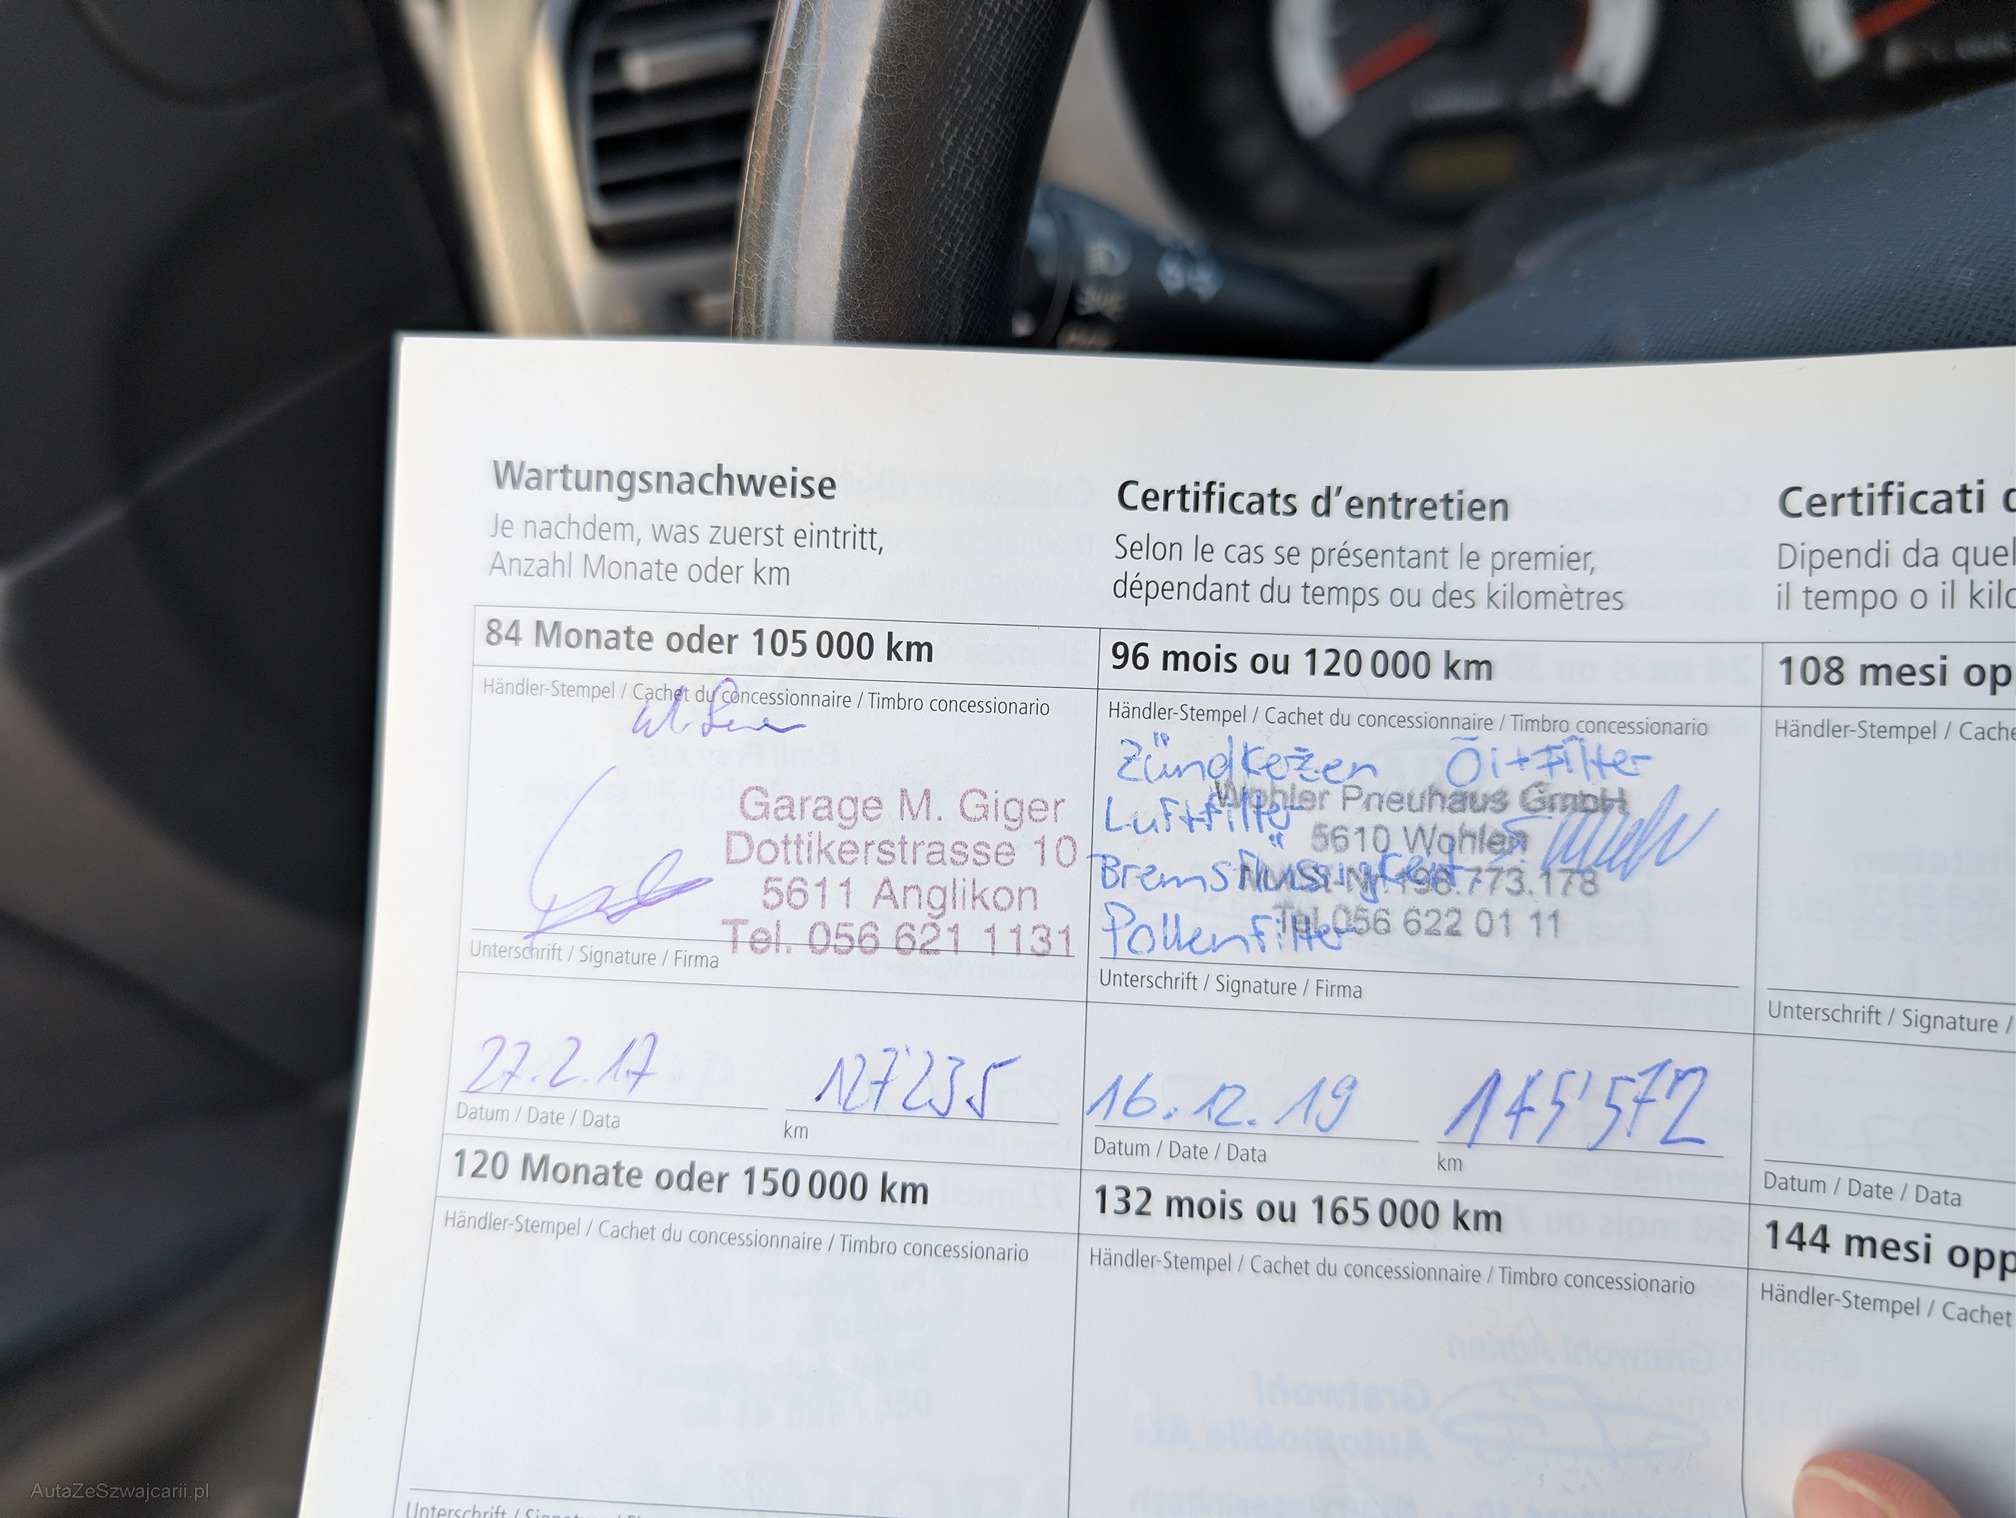 Wartungsnachweise
Je nachdem, was zuerst eintritt,
Anzahl Monate oder km
Certificats d'entretien
Selon le cas se présentant le premier,
dépendant du temps ou des kilomètres
Certificati d
Dipendi da quel
il tempo o il kilo
84 Monate oder 105 000 km
Händler-Stempel / Cachet du concessionnaire / Timbro concessionario
Garage M. Giger
Dottikerstrasse 10
5611 Anglikon
Tel. 056 621 1131
Unterschrift / Signature / Firma
27.2.17
127'235
Datum / Date / Data
km
96 mois ou 120 000 km
Händler-Stempel / Cachet du concessionnaire / Timbro concessionario
Zündkerzen Öl+Filter
Luftfilter
Bremsflüssigkeit
Pollenfilter
Wohler Pneuhaus GmbH
5610 Wohlen
MWSt-Nr. 196.773.178
Tel. 056 622 01 11
Unterschrift / Signature / Firma
16.12.19
145'572
Datum / Date / Data
km
108 mesi op
Händler-Stempel / Cache
Unterschrift / Signature /
Datum / Date / Data
120 Monate oder 150 000 km
Händler-Stempel / Cachet du concessionnaire / Timbro concessionario
Unterschrift /
132 mois ou 165 000 km
Händler-Stempel / Cachet du concessionnaire / Timbro concessionario
144 mesi opp
Händler-Stempel / Cachet
AutaZeSzwajcarii.pl